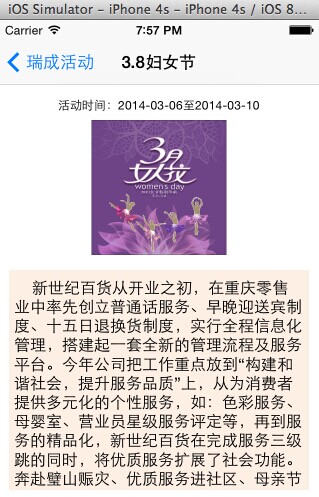 iOS Simulator - iPhone 4s - iPhone 4s / iOS 8...
Carrier 7:57 PM
瑞成活动 3.8妇女节
活动时间：2014-03-06至2014-03-10
3月
女人花
women's day
新世纪百货从开业之初，在重庆零售
业中率先创立普通话服务、早晚迎送宾制
度、十五日退换货制度，实行全程信息化
管理，搭建起一套全新的管理流程及服务
平台。今年公司把工作重点放到“构建和
谐社会，提升服务品质”上，从为消费者
提供多元化的个性服务，如：色彩服务、
母婴室、营业员星级服务评定等，再到服
务的精品化，新世纪百货在完成服务三级
跳的同时，将优质服务扩展了社会功能。
奔赴璧山赈灾、优质服务进社区、母亲节